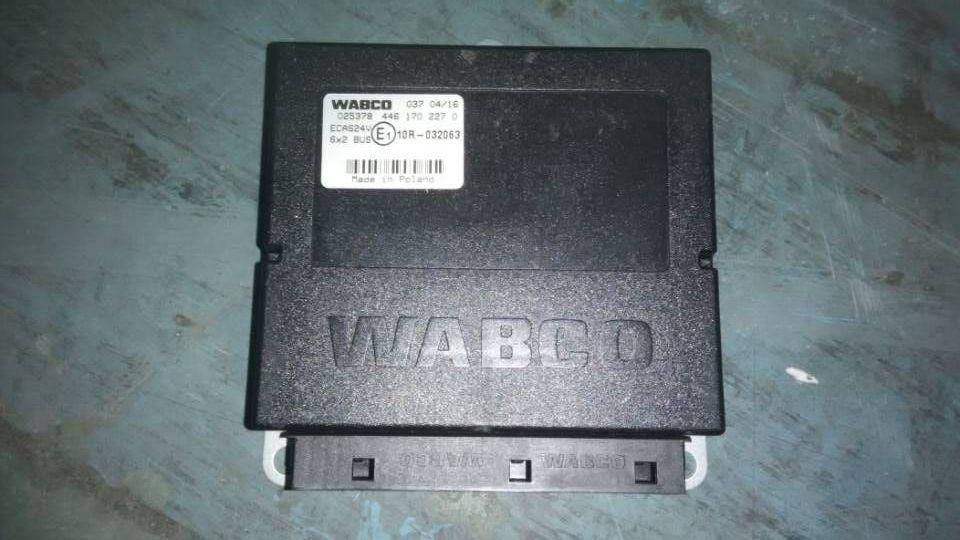 WABCO 037 04/16
025378 446 170 227 0
ECAS24V
6x2 BUS E1 10R-032063
Made in Poland
WABCO
WABCO WABCO